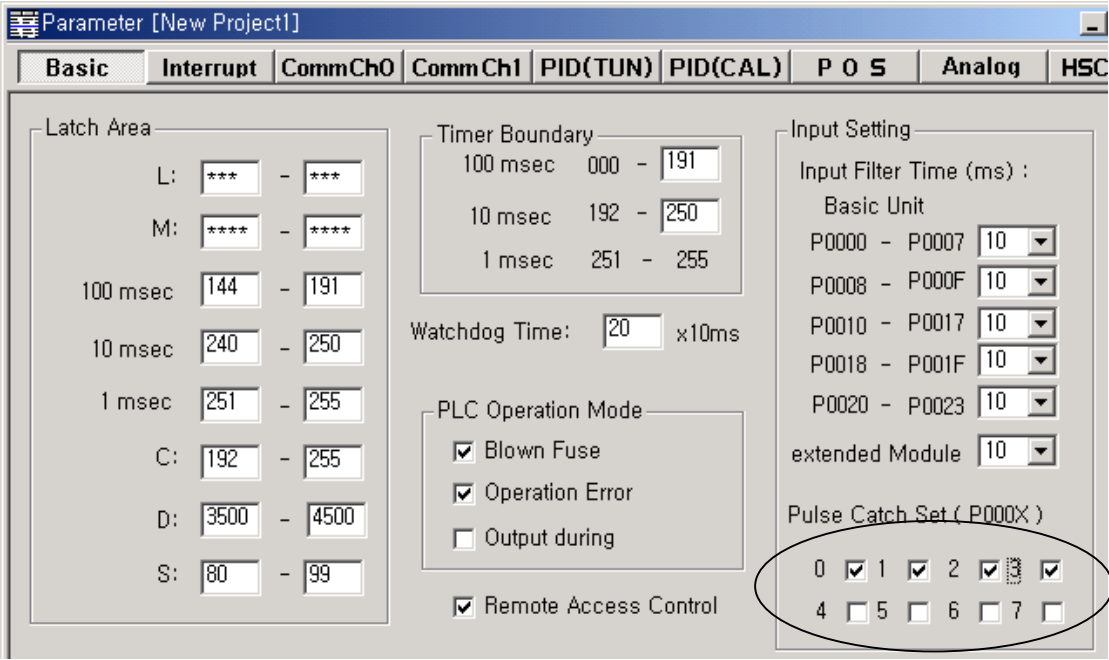 Parameter [New Project1]
Basic Interrupt CommCh0 CommCh1 PID(TUN) PID(CAL) P O S Analog HSC
Latch Area
L: *** - ***
M: **** - ****
100 msec 144 - 191
10 msec 240 - 250
1 msec 251 - 255
C: 192 - 255
D: 3500 - 4500
S: 80 - 99
Timer Boundary
100 msec 000 - 191
10 msec 192 - 250
1 msec 251 - 255
Watchdog Time: 20 x10ms
PLC Operation Mode
Blown Fuse
Operation Error
Output during
Remote Access Control
Input Setting
Input Filter Time (ms) :
Basic Unit
P0000 - P0007 10
P0008 - P000F 10
P0010 - P0017 10
P0018 - P001F 10
P0020 - P0023 10
extended Module 10
Pulse Catch Set ( P000X )
0 1 2 3
4 5 6 7